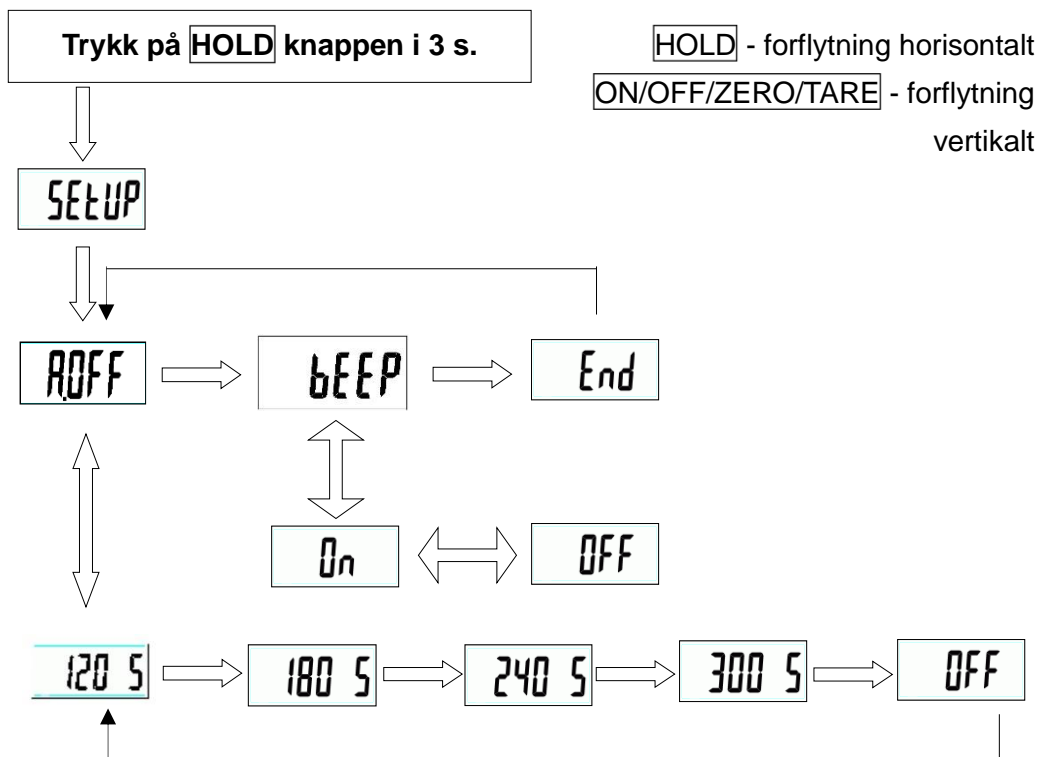 Trykk på HOLD knappen i 3 s.
HOLD - forflytning horisontalt
ON/OFF/ZERO/TARE - forflytning
vertikalt
SEtUP
A.OFF
bEEP
End
On
OFF
120 S
180 S
240 S
300 S
OFF